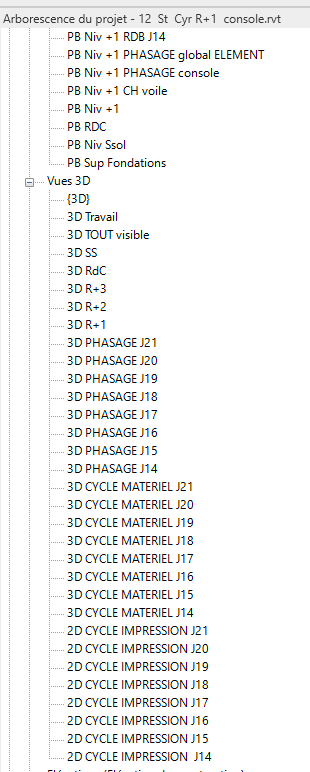 Arborescence du projet - 12 St Cyr R+1 console.rvt
PB Niv +1 RDB J14
PB Niv +1 PHASAGE global ELEMENT
PB Niv +1 PHASAGE console
PB Niv +1 CH voile
PB Niv +1
PB RDC
PB Niv Ssol
PB Sup Fondations
Vues 3D
{3D}
3D Travail
3D TOUT visible
3D SS
3D RdC
3D R+3
3D R+2
3D R+1
3D PHASAGE J21
3D PHASAGE J20
3D PHASAGE J19
3D PHASAGE J18
3D PHASAGE J17
3D PHASAGE J16
3D PHASAGE J15
3D PHASAGE J14
3D CYCLE MATERIEL J21
3D CYCLE MATERIEL J20
3D CYCLE MATERIEL J19
3D CYCLE MATERIEL J18
3D CYCLE MATERIEL J17
3D CYCLE MATERIEL J16
3D CYCLE MATERIEL J15
3D CYCLE MATERIEL J14
2D CYCLE IMPRESSION J21
2D CYCLE IMPRESSION J20
2D CYCLE IMPRESSION J19
2D CYCLE IMPRESSION J18
2D CYCLE IMPRESSION J17
2D CYCLE IMPRESSION J16
2D CYCLE IMPRESSION J15
2D CYCLE IMPRESSION J14